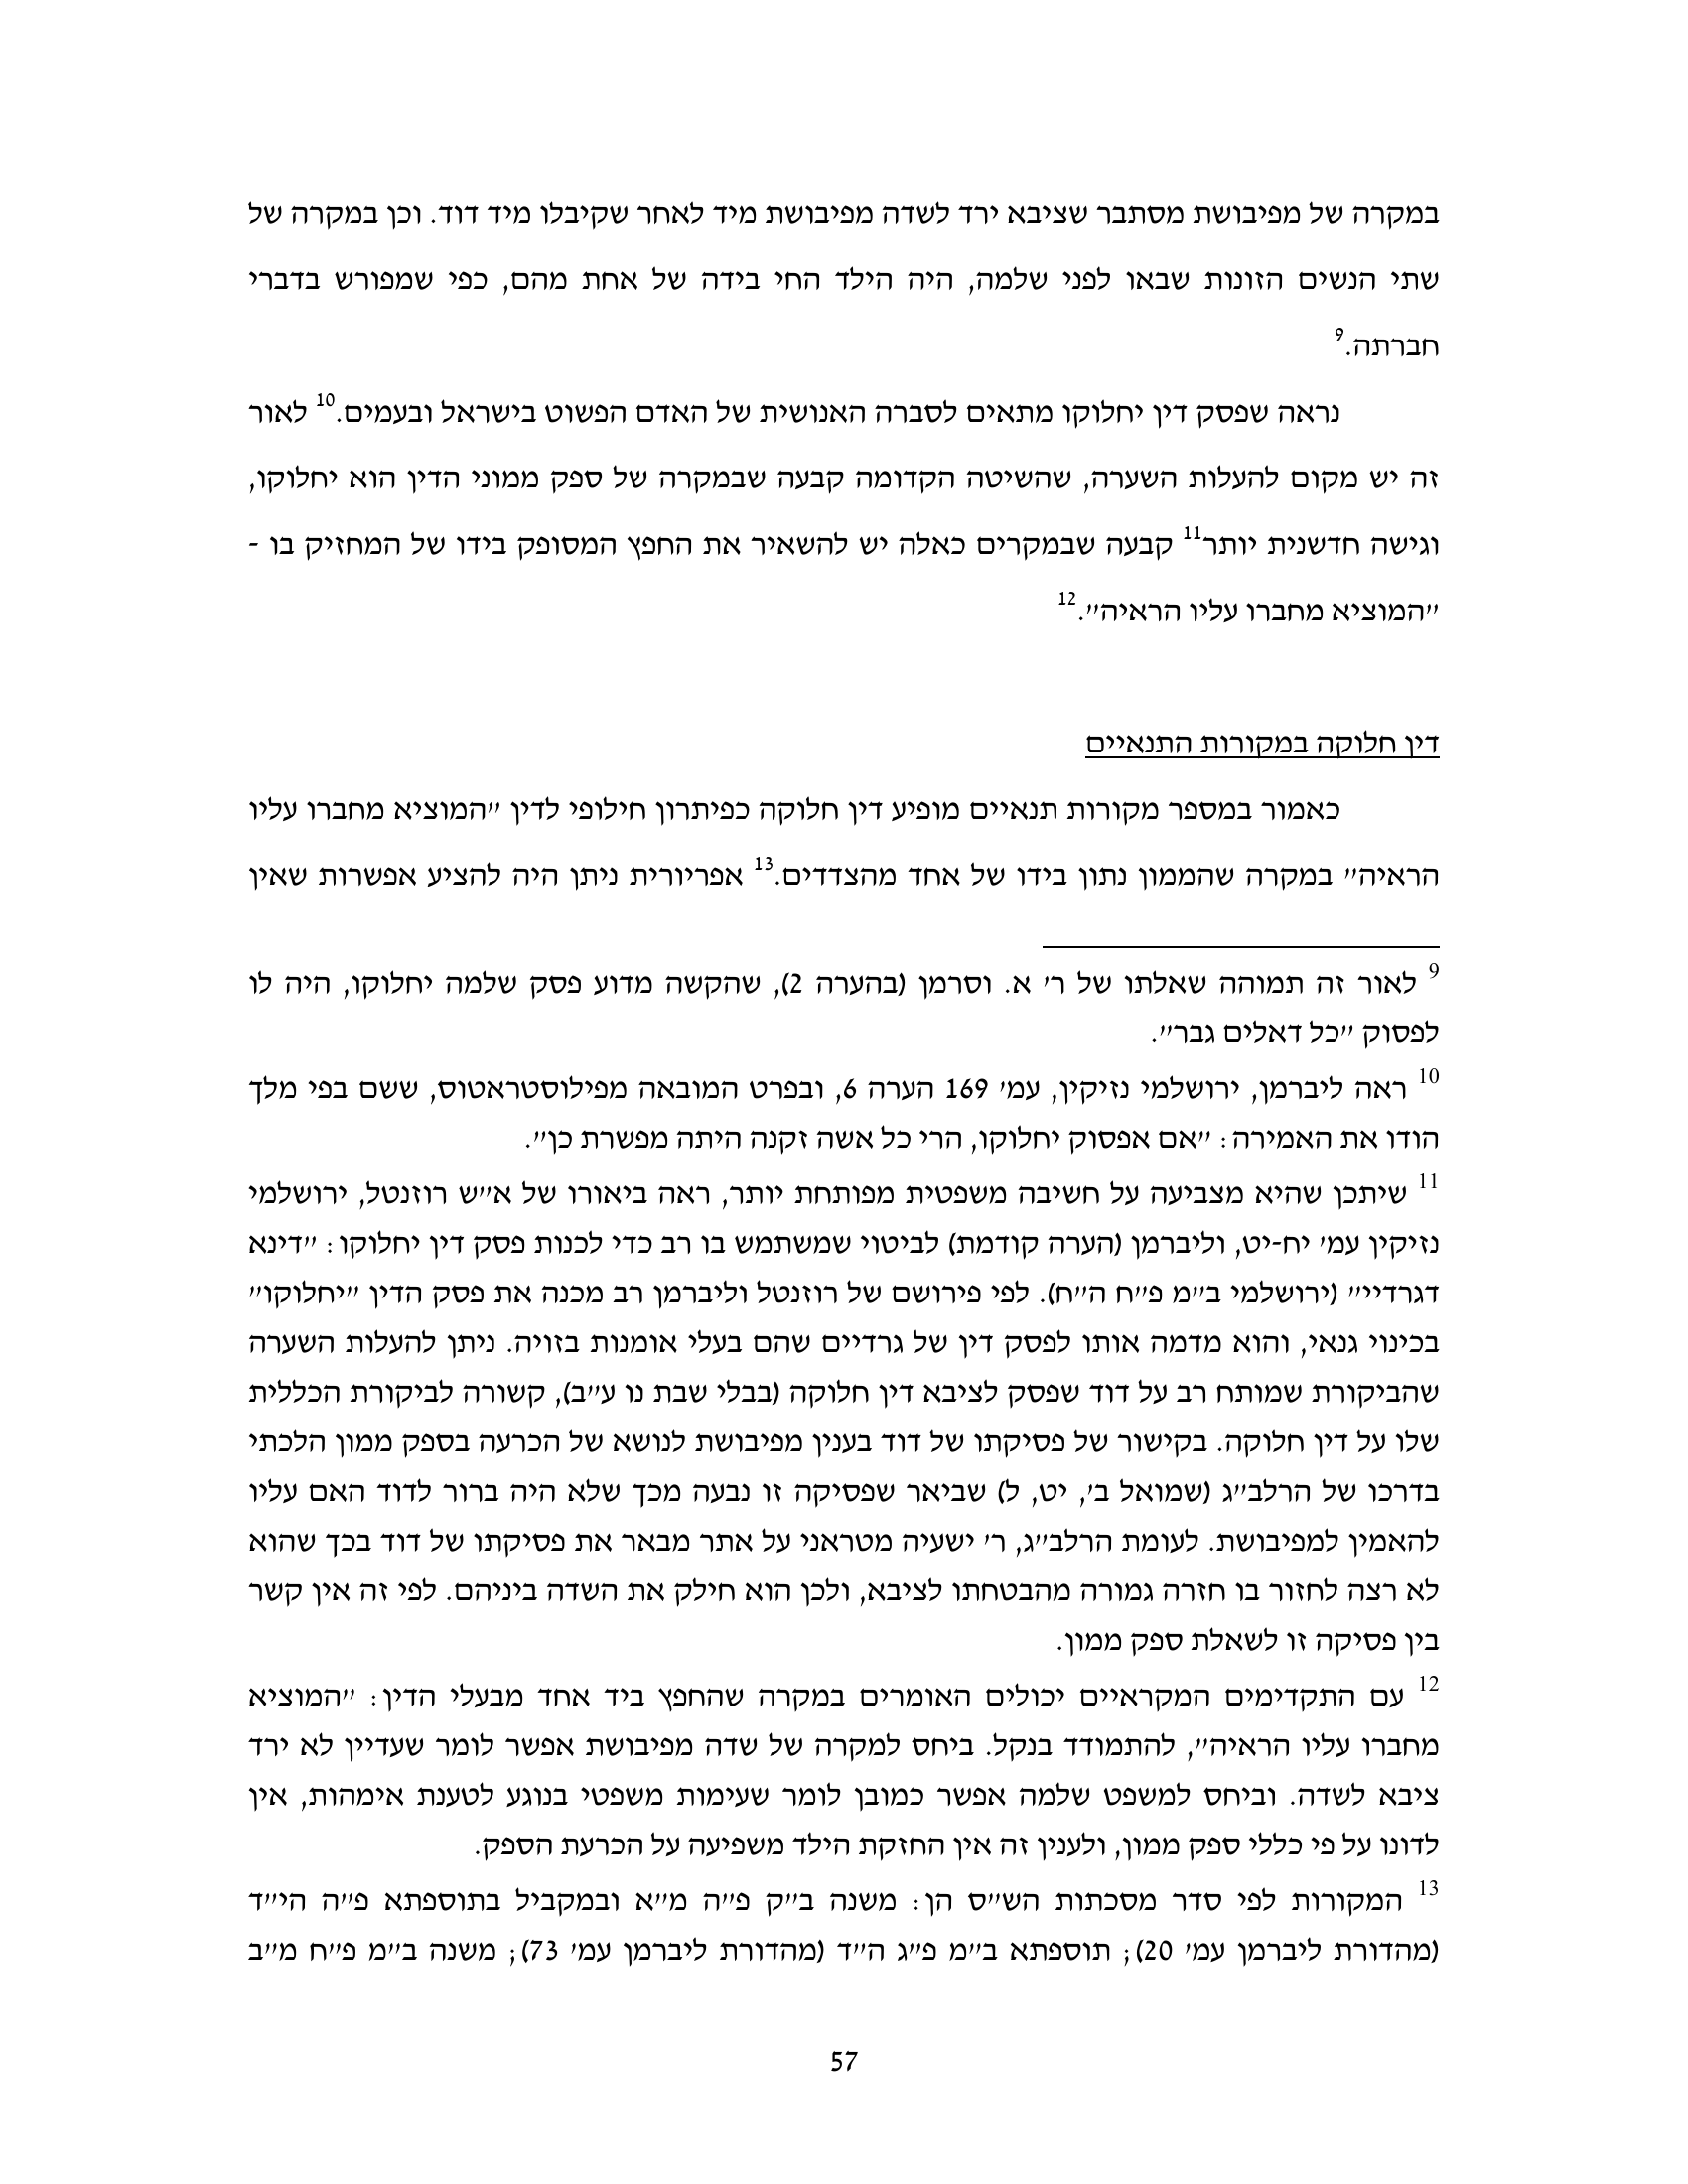 במקרה של מפיבושת מסתבר שציבא ירד לשדה מפיבושת מיד לאחר שקיבלו מיד דוד. וכן במקרה של
שתי הנשים הזונות שבאו לפני שלמה, היה הילד החי בידה של אחת מהם, כפי שמפורש בדברי
חברתה.9
נראה שפסק דין יחלוקו מתאים לסברה האנושית של האדם הפשוט בישראל ובעמים.10 לאור
זה יש מקום להעלות השערה, שהשיטה הקדומה קבעה שבמקרה של ספק ממוני הדין הוא יחלוקו,
וגישה חדשנית יותר11 קבעה שבמקרים כאלה יש להשאיר את החפץ המסופק בידו של המחזיק בו -
״המוציא מחברו עליו הראיה״.12
דין חלוקה במקורות התנאיים
כאמור במספר מקורות תנאיים מופיע דין חלוקה כפיתרון חילופי לדין ״המוציא מחברו עליו
הראיה״ במקרה שהממון נתון בידו של אחד מהצדדים.13 אפריורית ניתן היה להציע אפשרות שאין
9 לאור זה תמוהה שאלתו של ר׳ א. וסרמן (בהערה 2), שהקשה מדוע פסק שלמה יחלוקו, היה לו
לפסוק ״כל דאלים גבר״.
10 ראה ליברמן, ירושלמי נזיקין, עמ׳ 169 הערה 6, ובפרט המובאה מפילוסטראטוס, ששם בפי מלך
הודו את האמירה: ״אם אפסוק יחלוקו, הרי כל אשה זקנה היתה מפשרת כן״.
11 שיתכן שהיא מצביעה על חשיבה משפטית מפותחת יותר, ראה ביאורו של א״ש רוזנטל, ירושלמי
נזיקין עמ׳ יח-יט, וליברמן (הערה קודמת) לביטוי שמשתמש בו רב כדי לכנות פסק דין יחלוקו: ״דינא
דגרדיי״ (ירושלמי ב״מ פ״ח ה״ח). לפי פירושם של רוזנטל וליברמן רב מכנה את פסק הדין ״יחלוקו״
בכינוי גנאי, והוא מדמה אותו לפסק דין של גרדיים שהם בעלי אומנות בזויה. ניתן להעלות השערה
שהביקורת שמותח רב על דוד שפסק לציבא דין חלוקה (בבלי שבת נו ע״ב), קשורה לביקורת הכללית
שלו על דין חלוקה. בקישור של פסיקתו של דוד בענין מפיבושת לנושא של הכרעה בספק ממון הלכתי
בדרכו של הרלב״ג (שמואל ב׳, יט, ל) שביאר שפסיקה זו נבעה מכך שלא היה ברור לדוד האם עליו
להאמין למפיבושת. לעומת הרלב״ג, ר׳ ישעיה מטראני על אתר מבאר את פסיקתו של דוד בכך שהוא
לא רצה לחזור בו חזרה גמורה מהבטחתו לציבא, ולכן הוא חילק את השדה ביניהם. לפי זה אין קשר
בין פסיקה זו לשאלת ספק ממון.
12 עם התקדימים המקראיים יכולים האומרים במקרה שהחפץ ביד אחד מבעלי הדין: ״המוציא
מחברו עליו הראיה״, להתמודד בנקל. ביחס למקרה של שדה מפיבושת אפשר לומר שעדיין לא ירד
ציבא לשדה. וביחס למשפט שלמה אפשר כמובן לומר שעימות משפטי בנוגע לטענת אימהות, אין
לדונו על פי כללי ספק ממון, ולענין זה אין החזקת הילד משפיעה על הכרעת הספק.
13 המקורות לפי סדר מסכתות הש״ס הן: משנה ב״ק פ״ה מ״א ובמקביל בתוספתא פ״ה הי״ד
(מהדורת ליברמן עמ׳ 20); תוספתא ב״מ פ״ג ה״ד (מהדורת ליברמן עמ׳ 73); משנה ב״מ פ״ח מ״ב
57